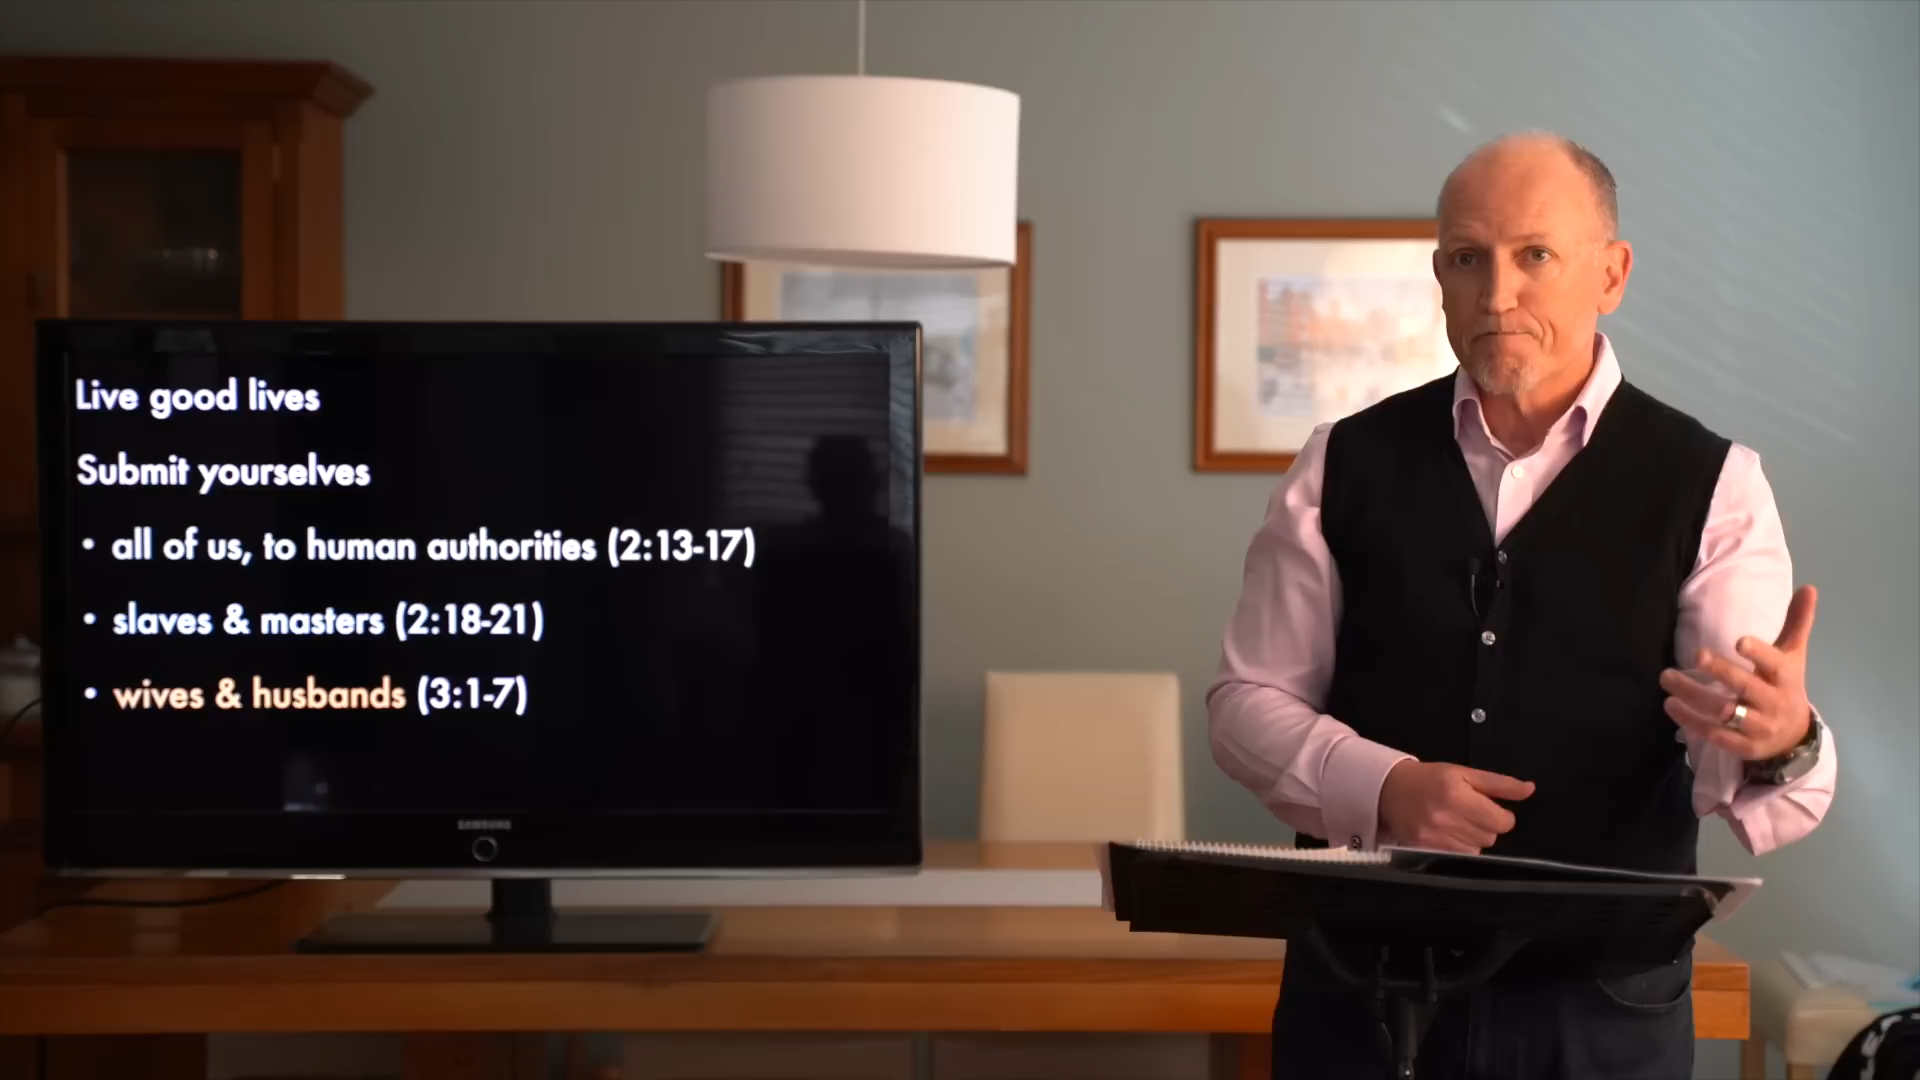 Live good lives
Submit yourselves
• all of us, to human authorities (2:13-17)
• slaves & masters (2:18-21)
• wives & husbands (3:1-7)
SAMSUNG